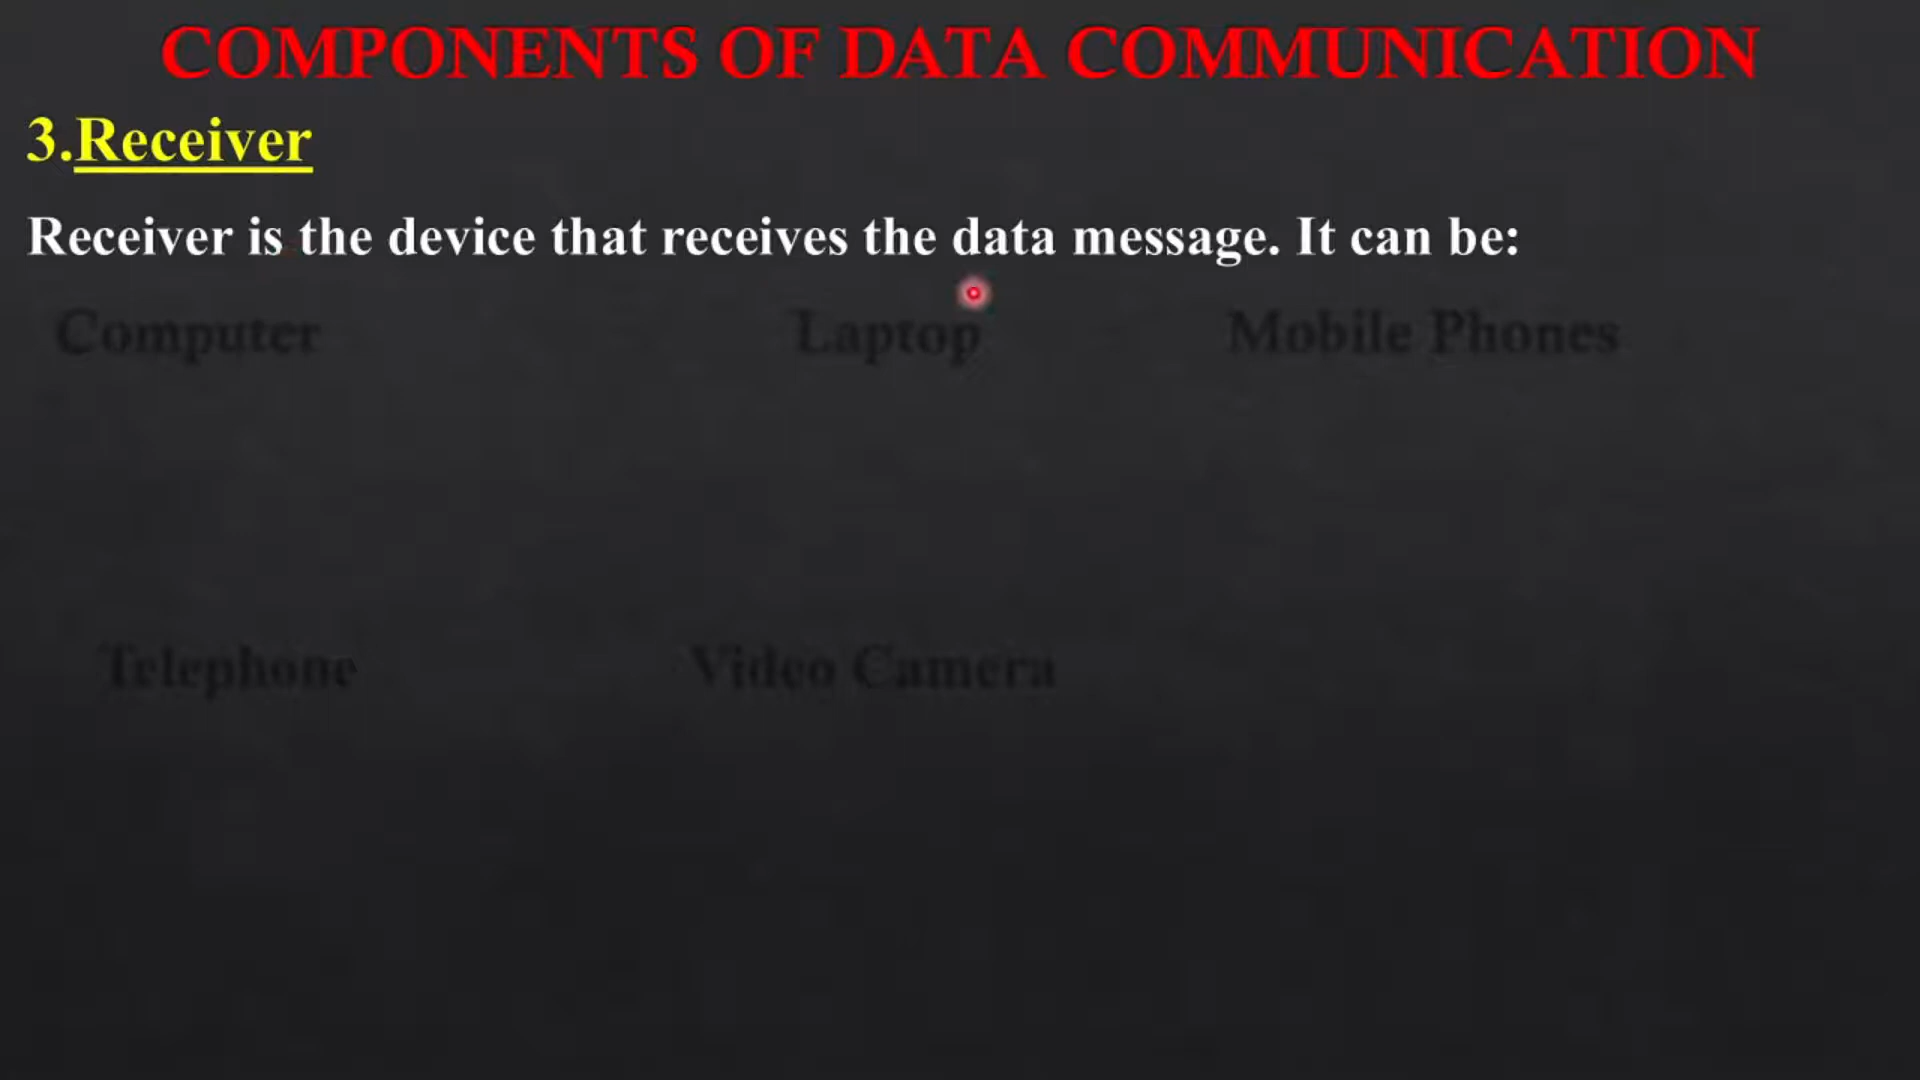 COMPONENTS OF DATA COMMUNICATION
3.Receiver
Receiver is the device that receives the data message. It can be:
Computer Laptop Mobile Phones
Telephone Video Camera